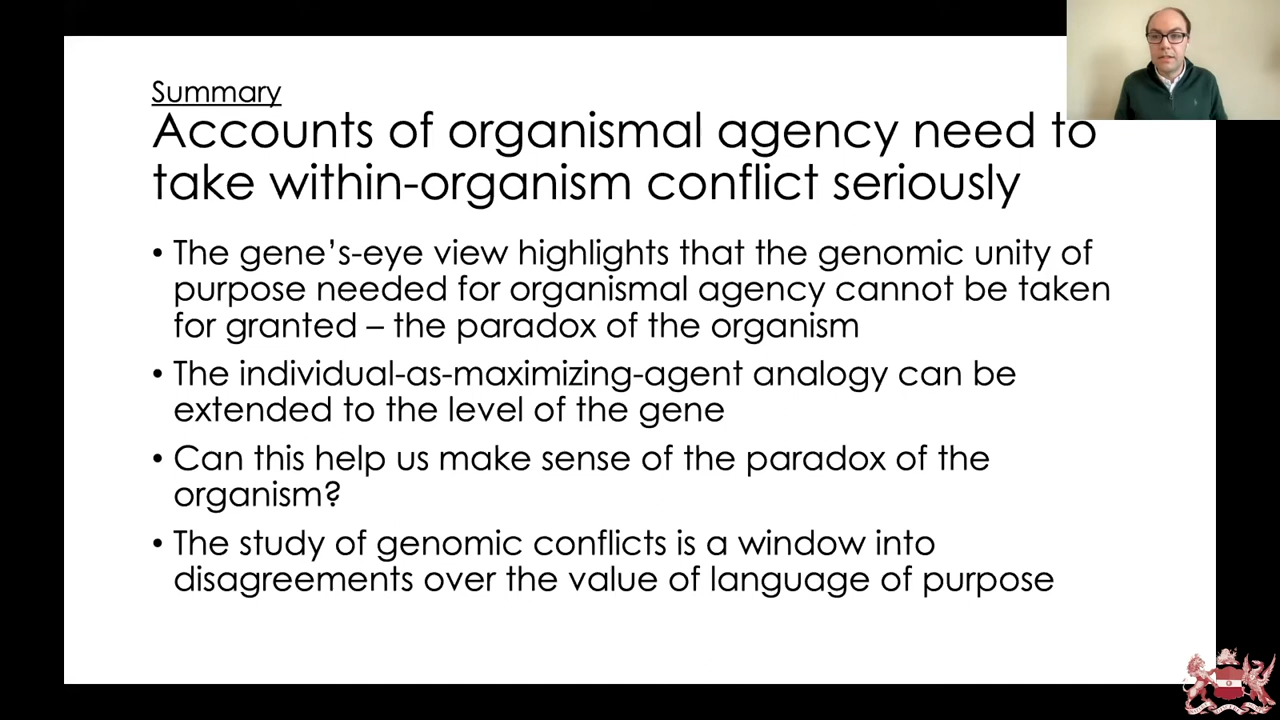 Summary
Accounts of organismal agency need to
take within-organism conflict seriously
• The gene’s-eye view highlights that the genomic unity of
purpose needed for organismal agency cannot be taken
for granted – the paradox of the organism
• The individual-as-maximizing-agent analogy can be
extended to the level of the gene
• Can this help us make sense of the paradox of the
organism?
• The study of genomic conflicts is a window into
disagreements over the value of language of purpose